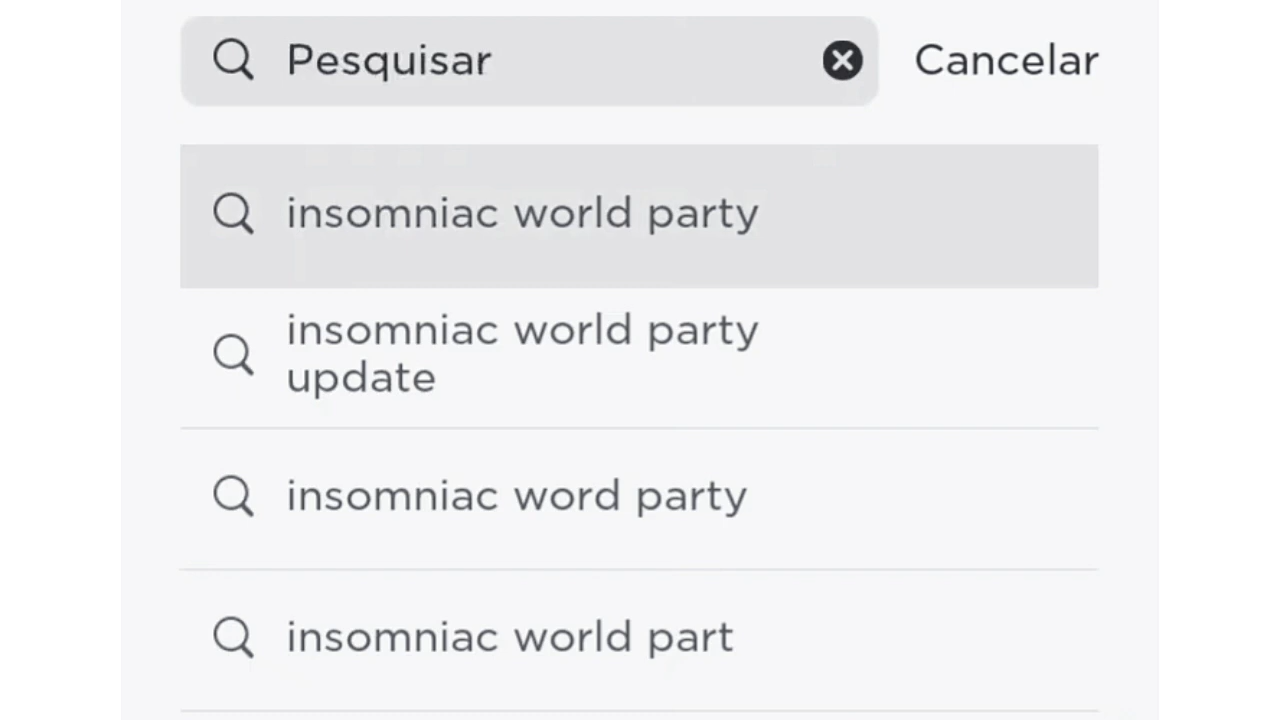 Pesquisar Cancelar
insomniac world party
insomniac world party
update
insomniac word party
insomniac world part